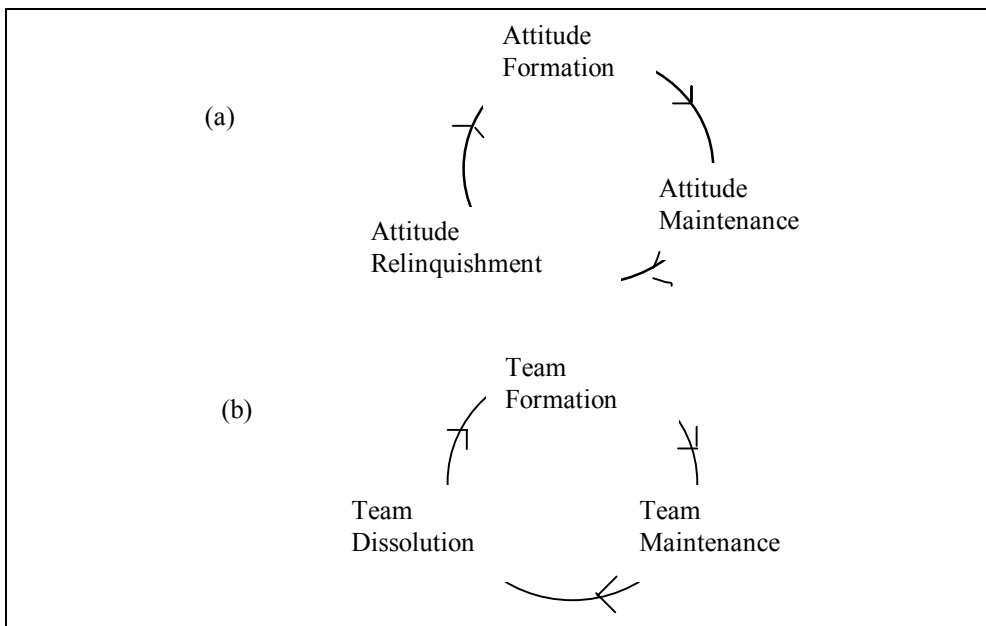 (a)
Attitude
Formation
Attitude
Maintenance
Attitude
Relinquishment
(b)
Team
Formation
Team
Maintenance
Team
Dissolution